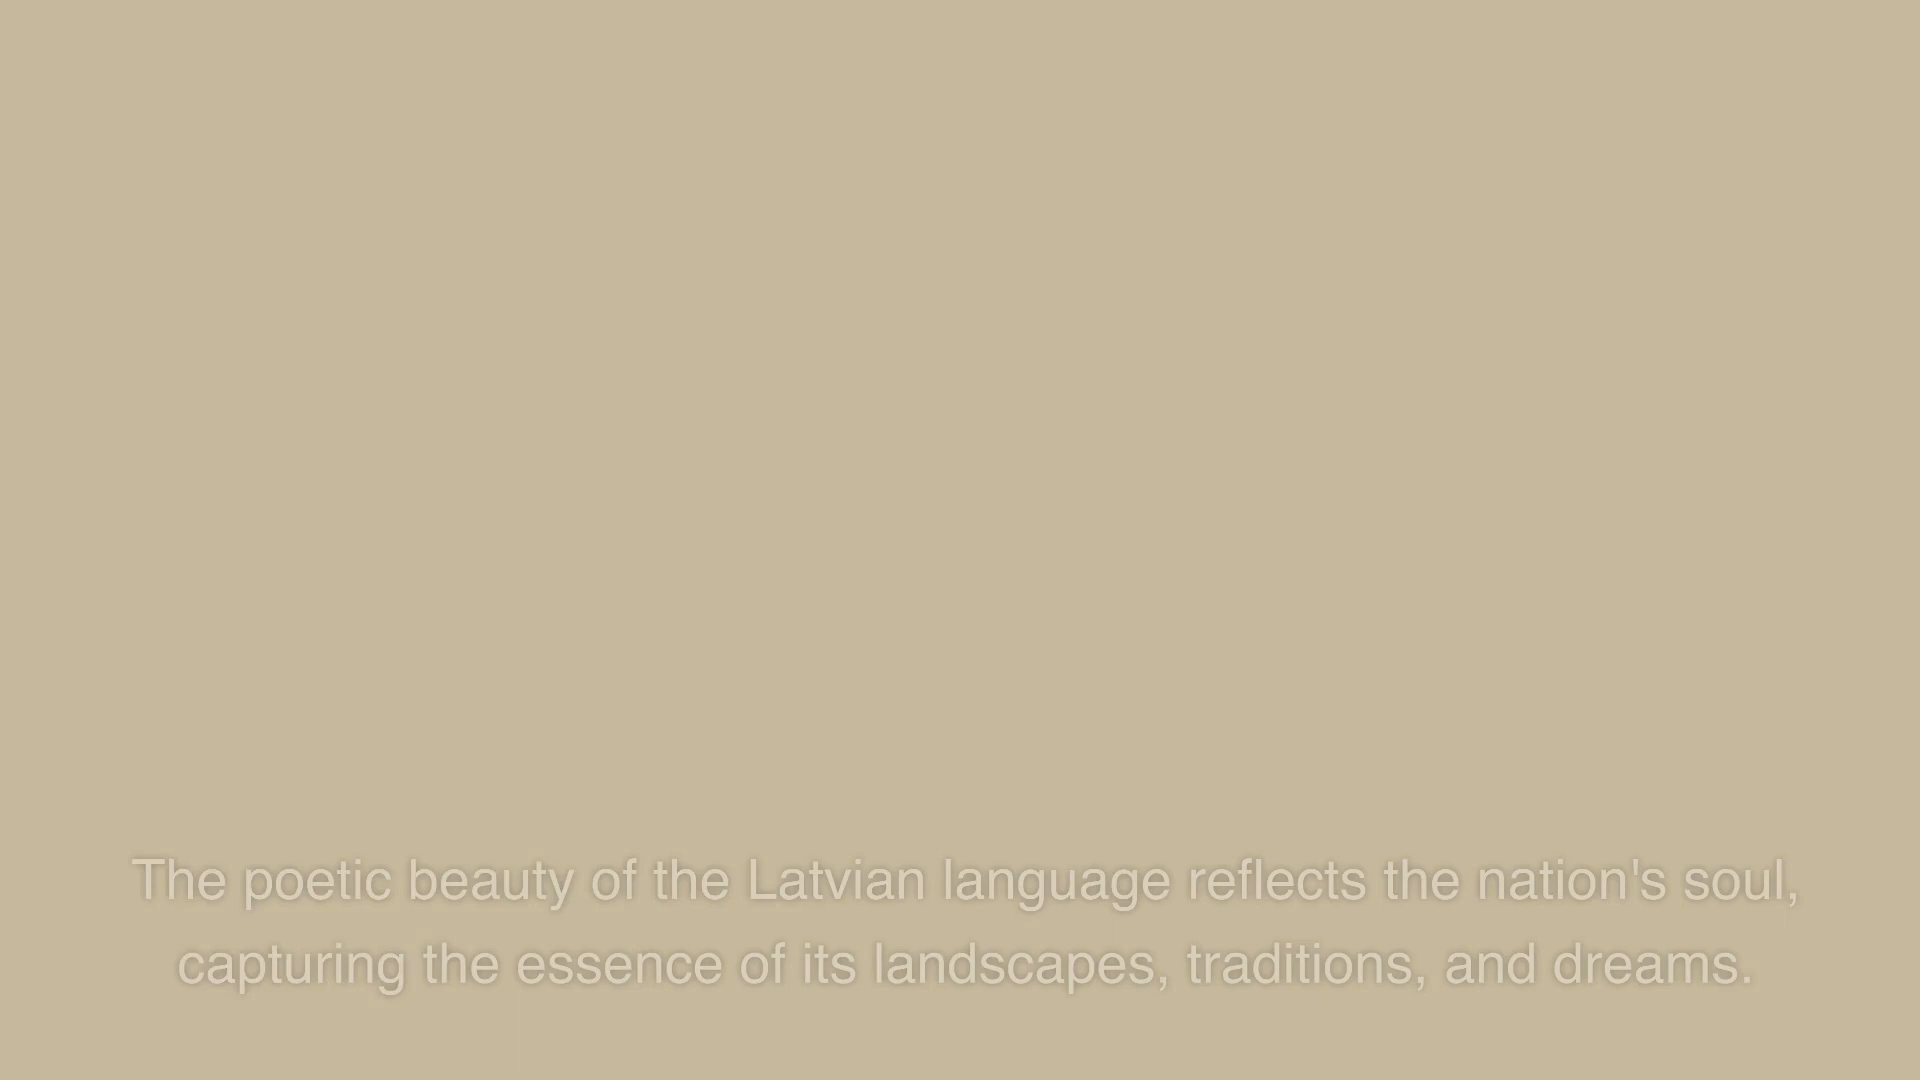 The poetic beauty of the Latvian language reflects the nation's soul,
capturing the essence of its landscapes, traditions, and dreams.